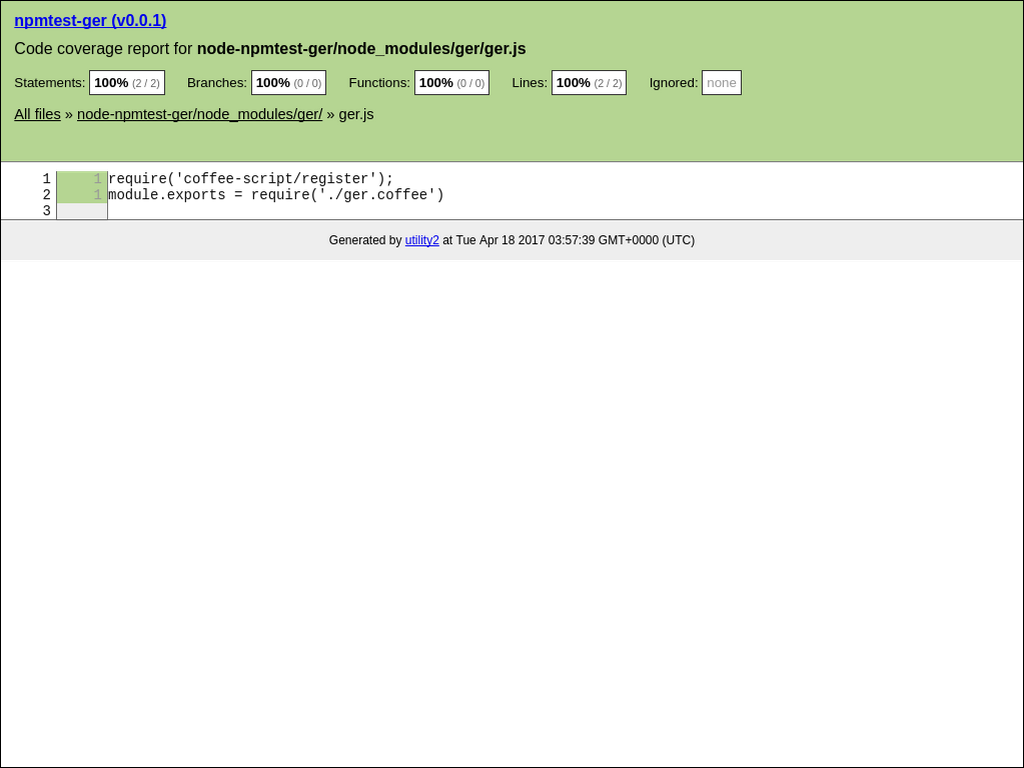 npmtest-ger (v0.0.1)
Code coverage report for node-npmtest-ger/node_modules/ger/ger.js
Statements: 100% (2 / 2) Branches: 100% (0 / 0) Functions: 100% (0 / 0) Lines: 100% (2 / 2) Ignored: none
All files » node-npmtest-ger/node_modules/ger/ » ger.js
1 1 require('coffee-script/register');
2 1 module.exports = require('./ger.coffee')
3
Generated by utility2 at Tue Apr 18 2017 03:57:39 GMT+0000 (UTC)